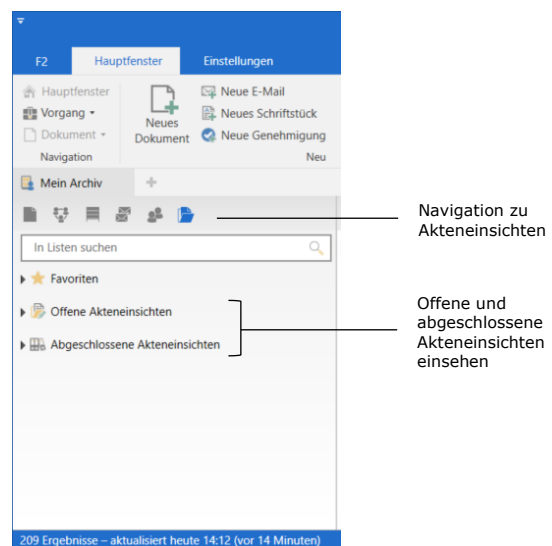 F2 Hauptfenster Einstellungen
Hauptfenster
Vorgang
Dokument
Navigation
Neues
Dokument
Neue E-Mail
Neues Schriftstück
Neue Genehmigung
Neu
Mein Archiv +
In Listen suchen
Favoriten
Offene Akteneinsichten
Abgeschlossene Akteneinsichten
209 Ergebnisse – aktualisiert heute 14:12 (vor 14 Minuten)
Navigation zu
Akteneinsichten
Offene und
abgeschlossene
Akteneinsichten
einsehen